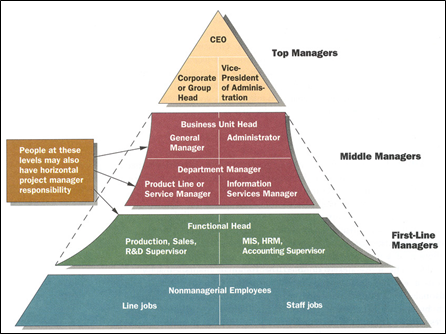 CEO
Top Managers
Corporate
or Group
Head
Vice-
President
of Adminis-
tration
Business Unit Head
General
Manager
Administrator
Middle Managers
People at these
levels may also
have horizontal
project manager
responsibility
Department Manager
Product Line or
Service Manager
Information
Services Manager
Functional Head
First-Line
Managers
Production, Sales,
R&D Supervisor
MIS, HRM,
Accounting Supervisor
Nonmanagerial Employees
Line jobs
Staff jobs